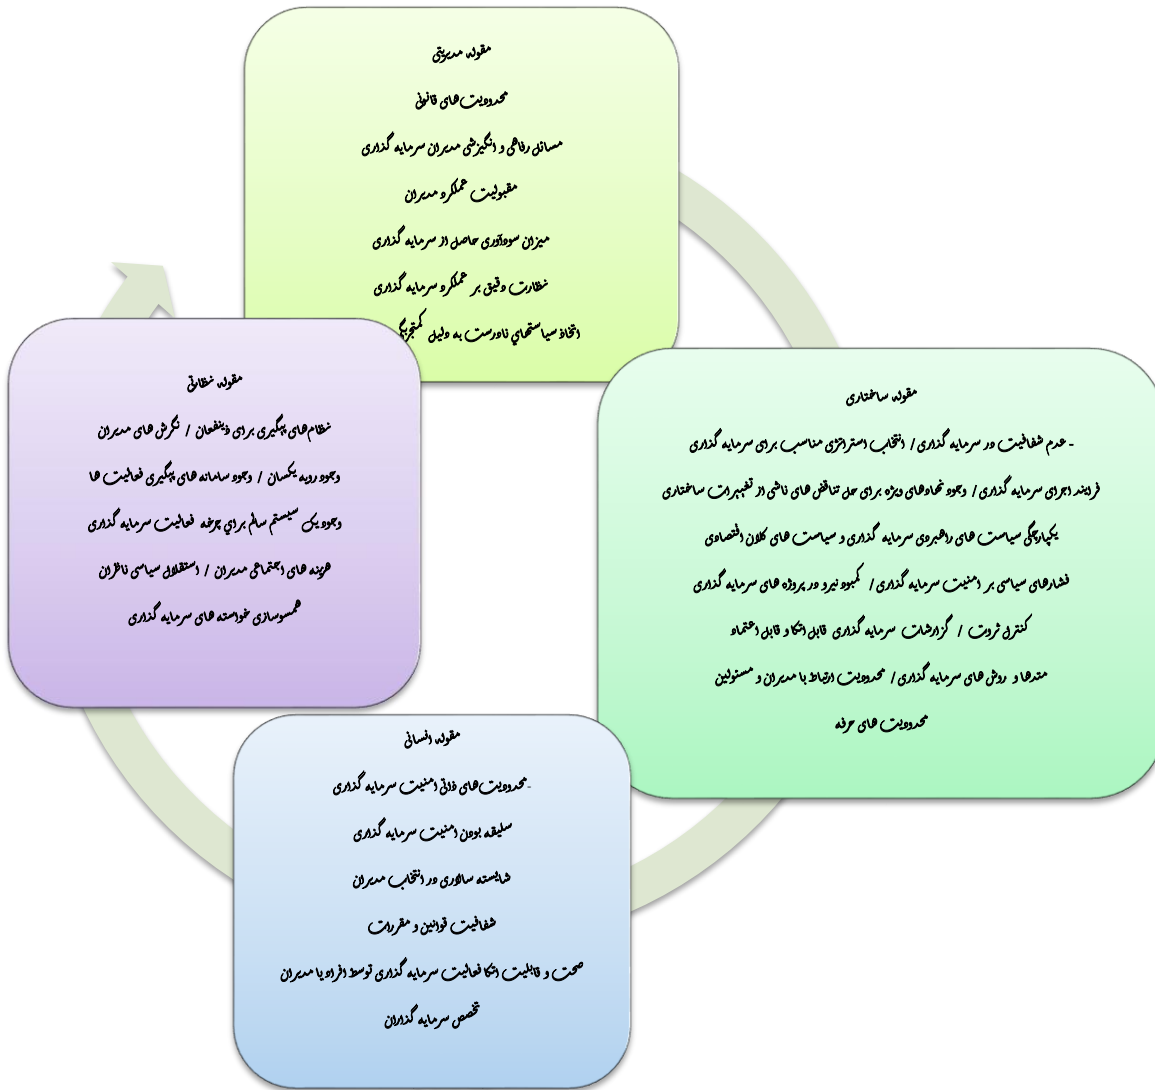 مقوله مدیریتی
محدودیت‌های قانونی
مسائل رفاهی و انگیزشی مدیران سرمایه گذاری
مقبولیت عملکرد مدیران
میزان سودآوری حاصل از سرمایه گذاری
نظارت دقیق بر عملکرد سرمایه گذاری
اتخاذ سیاستهاي نادرست به دلیل
مقوله ساختاری
- عدم شفافیت در سرمایه گذاری / انتخاب استراتژی مناسب برای سرمایه گذاری
فرایند اجرای سرمایه گذاری / وجود نهادهای ویژه برای حل تناقض های ناشی از تغییرات ساختاری
یکپارچگی سیاست های راهبردی سرمایه گذاری و سیاست های کلان اقتصادی
فشارهای سیاسی بر امنیت سرمایه گذاری / کمبود نیرو در پروژه های سرمایه گذاری
کنترل ثروت / گزارشات سرمایه گذاری قابل اتکا و قابل اعتماد
متدها و روش های سرمایه گذاری / محدودیت ارتباط با مدیران و مسئولین
محدودیت های حرفه
مقوله انسانی
-محدودیت‌های ذاتی امنیت سرمایه گذاری
سلیقه بودن امنیت سرمایه گذاری
شایسته سالاری در انتخاب مدیران
شفافیت قوانین و مقررات
صحت و قابلیت اتکا فعالیت سرمایه گذاری توسط افراد یا مدیران
تخصص سرمایه گذاران
مقوله نظارتی
نظام‌های پیگیری برای ذینفعان / نگرش های مدیران
وجود رویه یکسان / وجود سامانه های پیگیری فعالیت ها
وجود یک سیستم سالم براي چرخه فعالیت سرمایه گذاری
هزینه های اجتماعی مدیران / استقلال سیاسی ناظران
همسوسازی خواسته های سرمایه گذاری